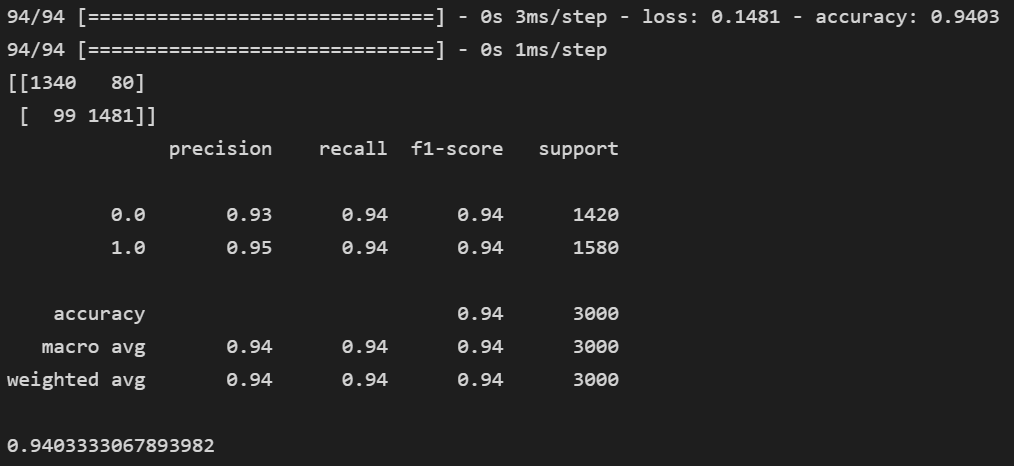 94/94 [==============================] - 0s 3ms/step - loss: 0.1481 - accuracy: 0.9403
94/94 [==============================] - 0s 1ms/step
[[1340   80]
 [  99 1481]]
              precision    recall  f1-score   support

         0.0       0.93      0.94      0.94      1420
         1.0       0.95      0.94      0.94      1580

    accuracy                           0.94      3000
   macro avg       0.94      0.94      0.94      3000
weighted avg       0.94      0.94      0.94      3000

0.9403333067893982